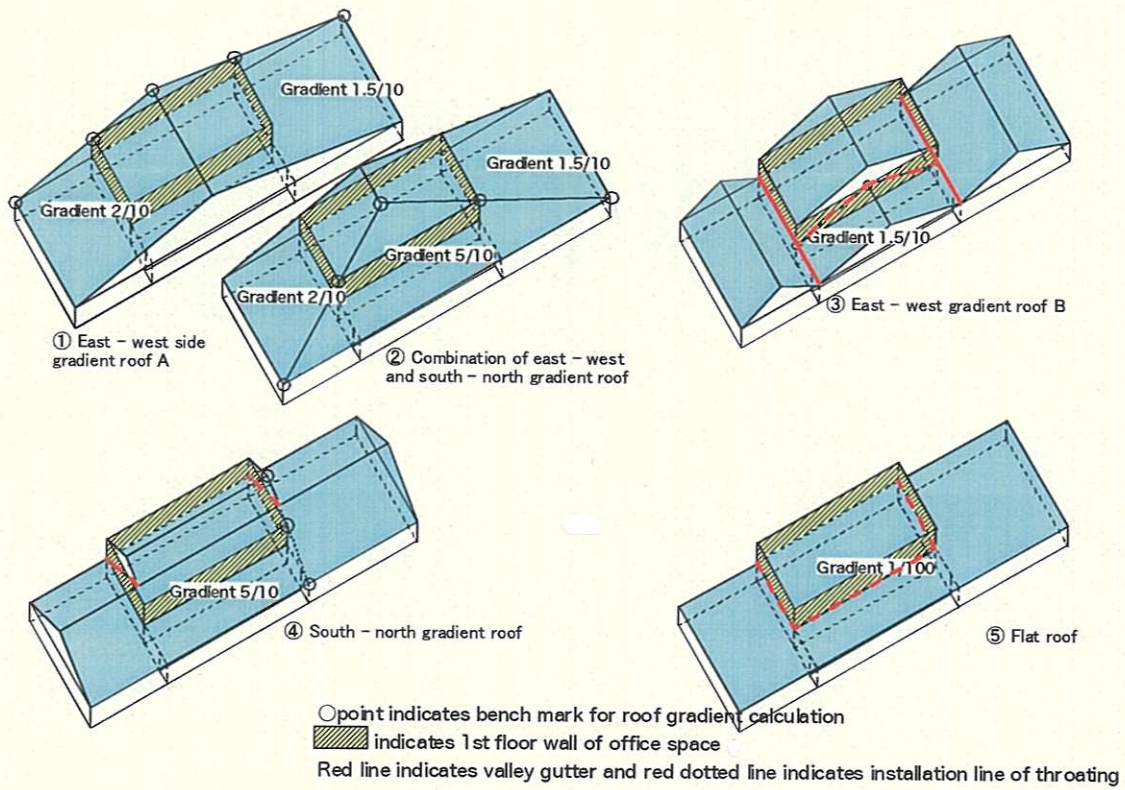 Gradient 1.5/10
Gradient 2/10
① East - west side
gradient roof A
Gradient 1.5/10
Gradient 5/10
Gradient 2/10
② Combination of east - west
and south - north gradient roof
Gradient 1.5/10
③ East - west gradient roof B
Gradient 5/10
④ South - north gradient roof
Gradient 1/100
⑤ Flat roof
○point indicates bench mark for roof gradient calculation
indicates 1st floor wall of office space
Red line indicates valley gutter and red dotted line indicates installation line of throating